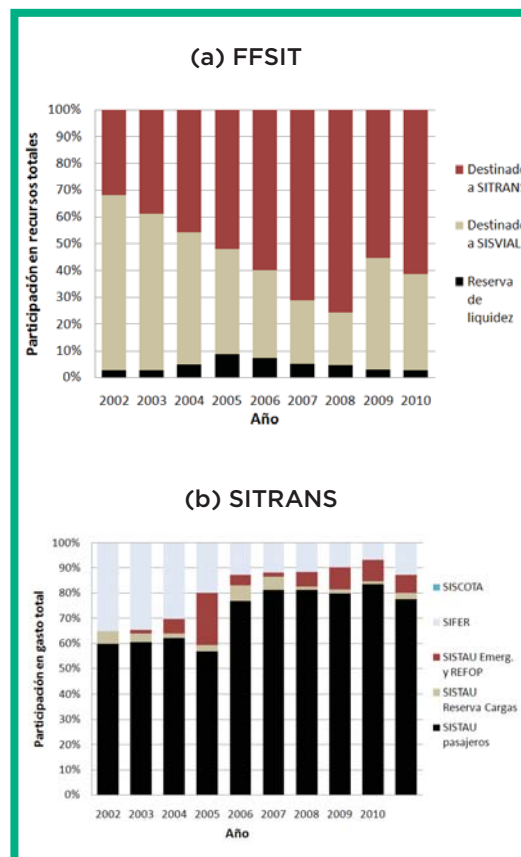 (a) FFSIT
Participación en recursos totales
100%
90%
80%
70%
60%
50%
40%
30%
20%
10%
0%
2002 2003 2004 2005 2006 2007 2008 2009 2010
Año
Destinado
a SITRANS
Destinado
a SISVIAL
Reserva
de
liquidez
(b) SITRANS
Participación en gasto total
100%
90%
80%
70%
60%
50%
40%
30%
20%
10%
0%
2002 2003 2004 2005 2006 2007 2008 2009 2010
Año
SISCOTA
SIFER
SISTAU Emerg.
y REFOP
SISTAU
Reserva Cargas
SISTAU
pasajeros